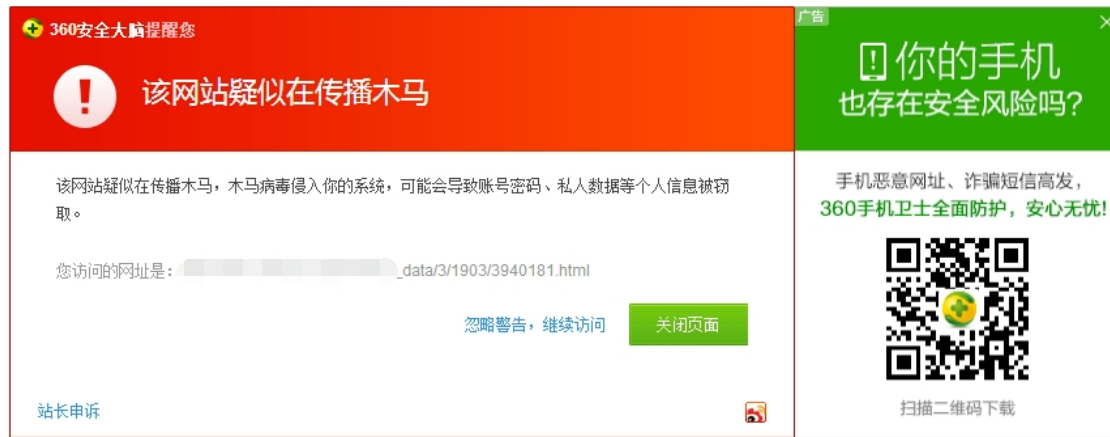 360安全大脑提醒您
该网站疑似在传播木马
该网站疑似在传播木马，木马病毒侵入你的系统，可能会导致账号密码、私人数据等个人信息被窃
取。
您访问的网址是：
_data/3/1903/3940181.html
忽略警告，继续访问
关闭页面
站长申诉
广告
你的手机
也存在安全风险吗?
手机恶意网址、诈骗短信高发，
360手机卫士全面防护，安心无忧!
扫描二维码下载